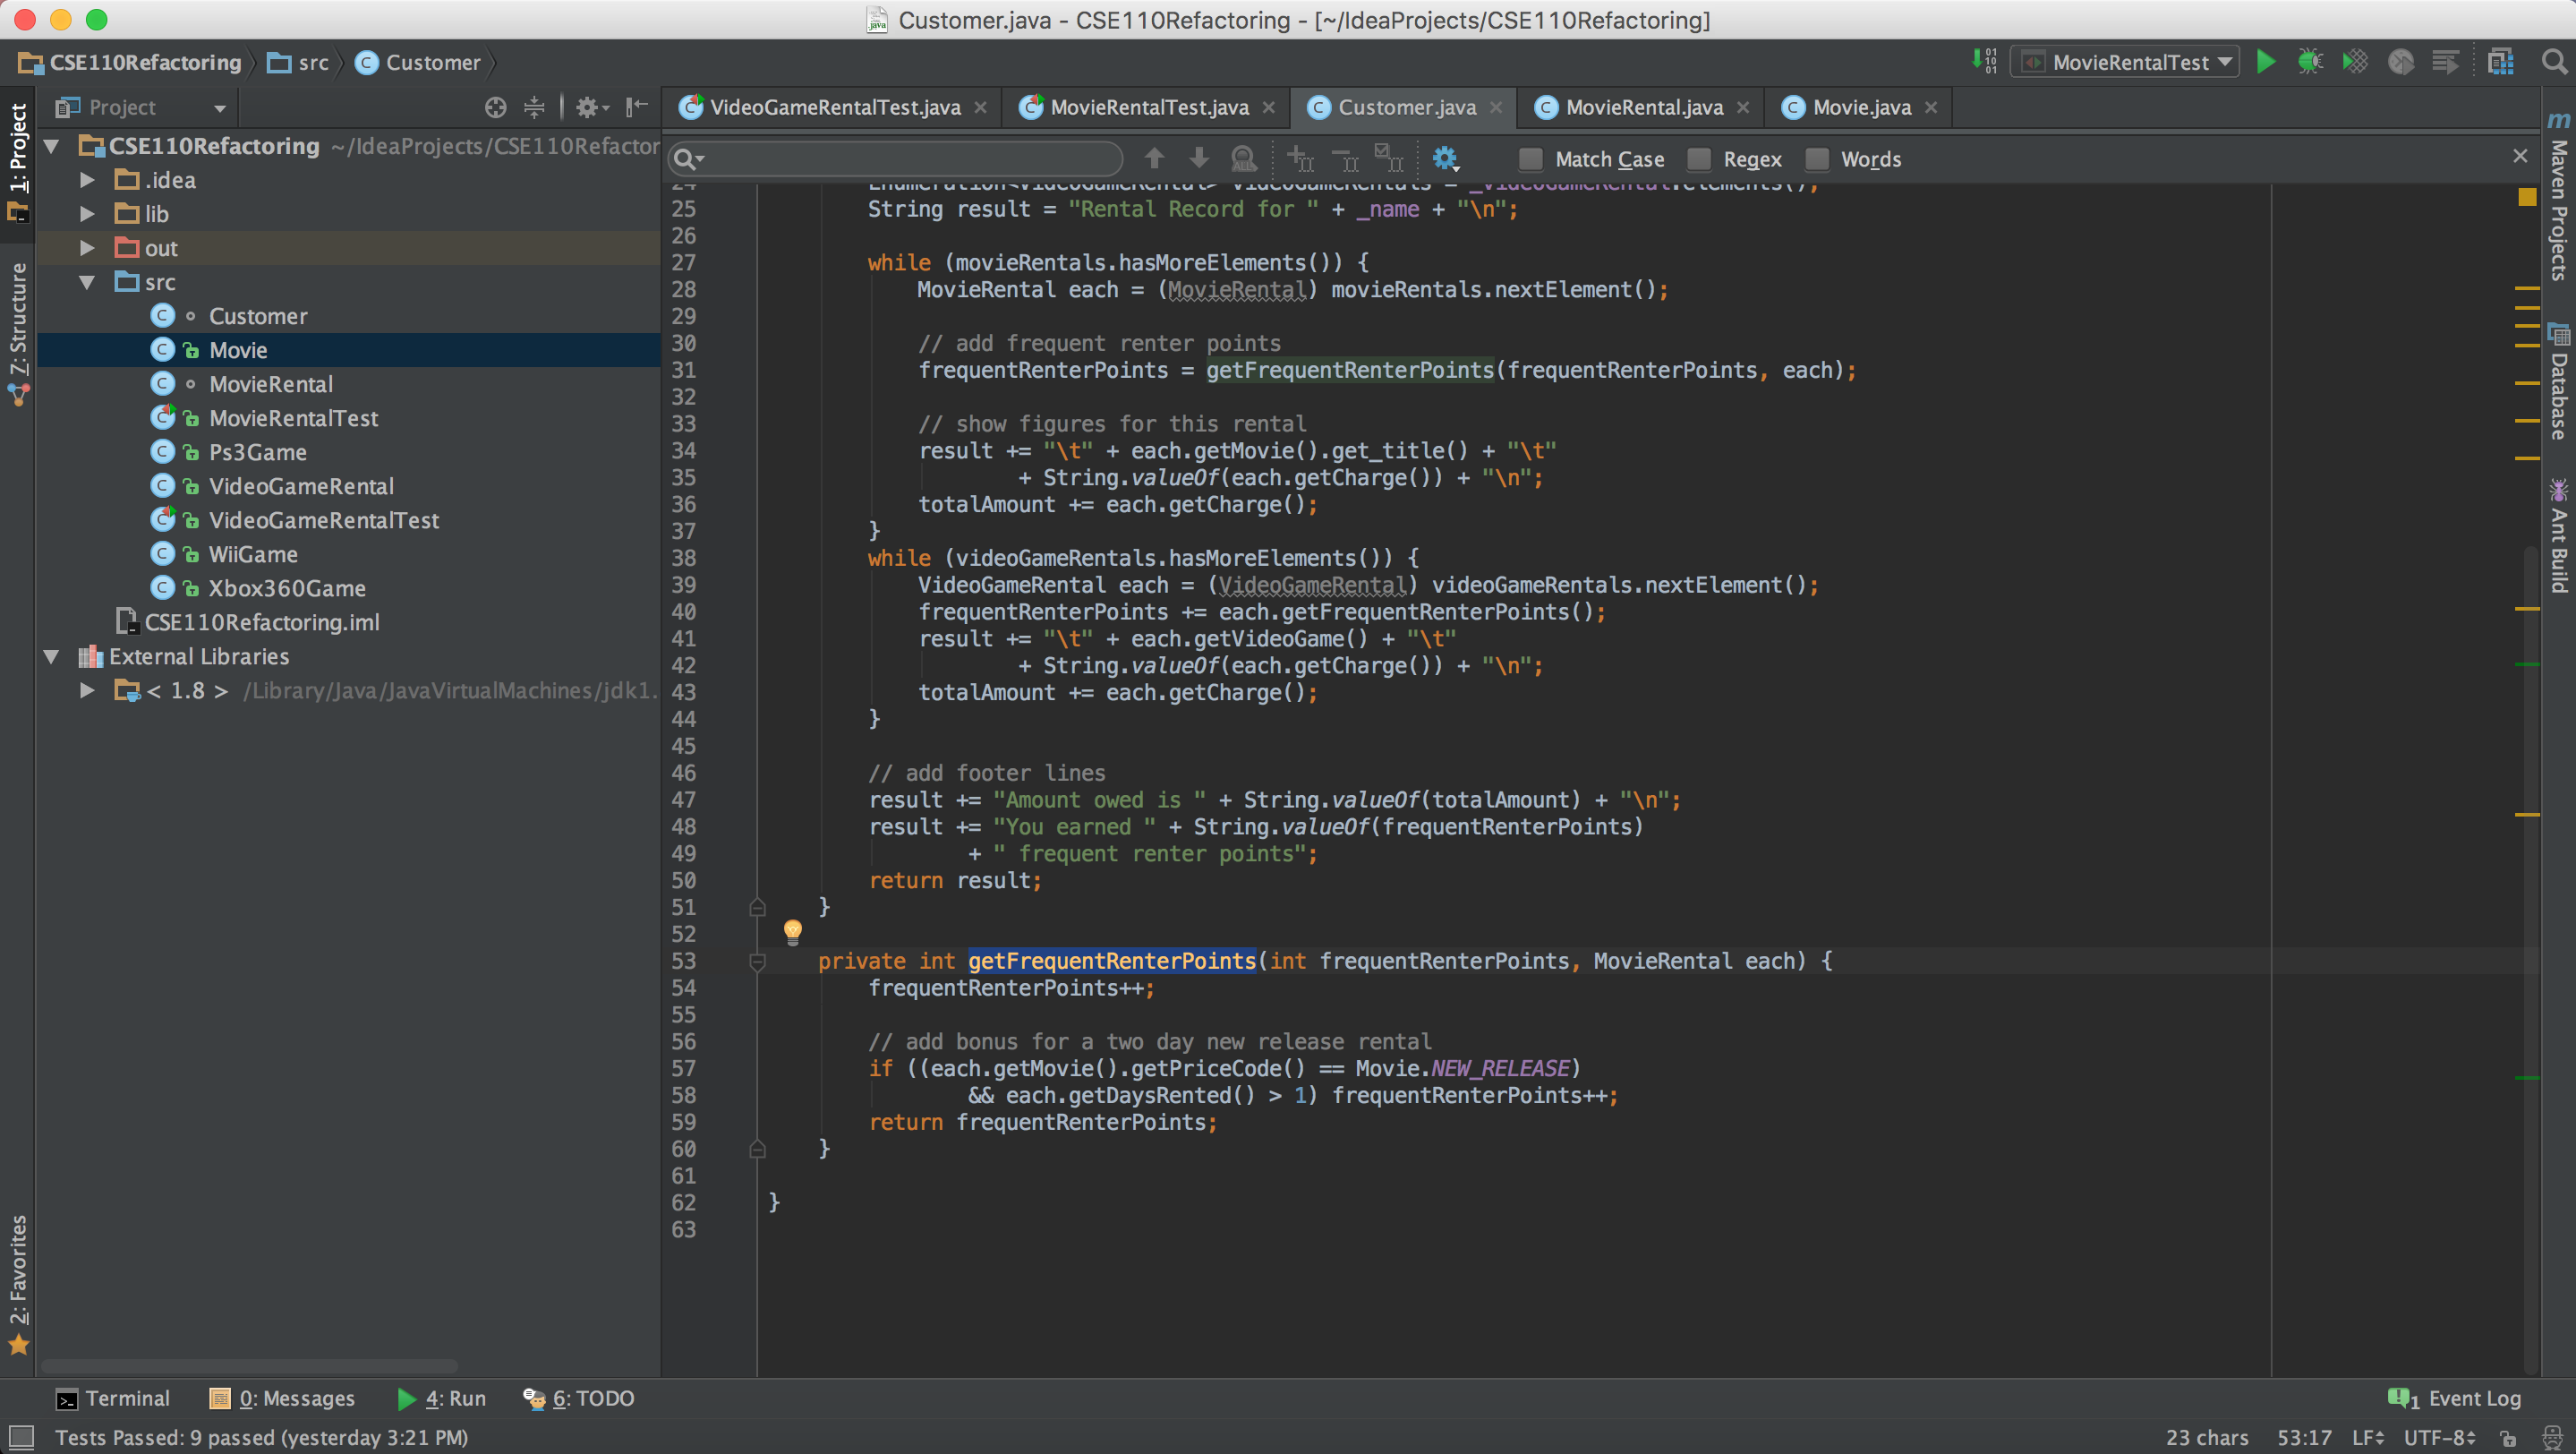 Customer.java - CSE110Refactoring - [~/IdeaProjects/CSE110Refactoring]
CSE110Refactoring src Customer
MovieRentalTest
Project
VideoGameRentalTest.java MovieRentalTest.java Customer.java MovieRental.java Movie.java
Match Case Regex Words
1: Project
Z: Structure
2: Favorites
CSE110Refactoring ~/IdeaProjects/CSE110Refactor
.idea
lib
out
src
Customer
Movie
MovieRental
MovieRentalTest
Ps3Game
VideoGameRental
VideoGameRentalTest
WiiGame
Xbox360Game
CSE110Refactoring.iml
External Libraries
< 1.8 > /Library/Java/JavaVirtualMachines/jdk1.
24 Enumeration<VideoGameRental> videoGameRentals = _videoGameRental.elements();
25 String result = "Rental Record for " + _name + "\n";
26
27 while (movieRentals.hasMoreElements()) {
28 MovieRental each = (MovieRental) movieRentals.nextElement();
29
30 // add frequent renter points
31 frequentRenterPoints = getFrequentRenterPoints(frequentRenterPoints, each);
32
33 // show figures for this rental
34 result += "\t" + each.getMovie().get_title() + "\t"
35 + String.valueOf(each.getCharge()) + "\n";
36 totalAmount += each.getCharge();
37 }
38 while (videoGameRentals.hasMoreElements()) {
39 VideoGameRental each = (VideoGameRental) videoGameRentals.nextElement();
40 frequentRenterPoints += each.getFrequentRenterPoints();
41 result += "\t" + each.getVideoGame() + "\t"
42 + String.valueOf(each.getCharge()) + "\n";
43 totalAmount += each.getCharge();
44 }
45
46 // add footer lines
47 result += "Amount owed is " + String.valueOf(totalAmount) + "\n";
48 result += "You earned " + String.valueOf(frequentRenterPoints)
49 + " frequent renter points";
50 return result;
51 }
52
53 private int getFrequentRenterPoints(int frequentRenterPoints, MovieRental each) {
54 frequentRenterPoints++;
55
56 // add bonus for a two day new release rental
57 if ((each.getMovie().getPriceCode() == Movie.NEW_RELEASE)
58 && each.getDaysRented() > 1) frequentRenterPoints++;
59 return frequentRenterPoints;
60 }
61
62 }
63
m Maven Projects
Database
Ant Build
Terminal 0: Messages 4: Run 6: TODO
1 Event Log
Tests Passed: 9 passed (yesterday 3:21 PM)
23 chars 53:17 LF UTF-8